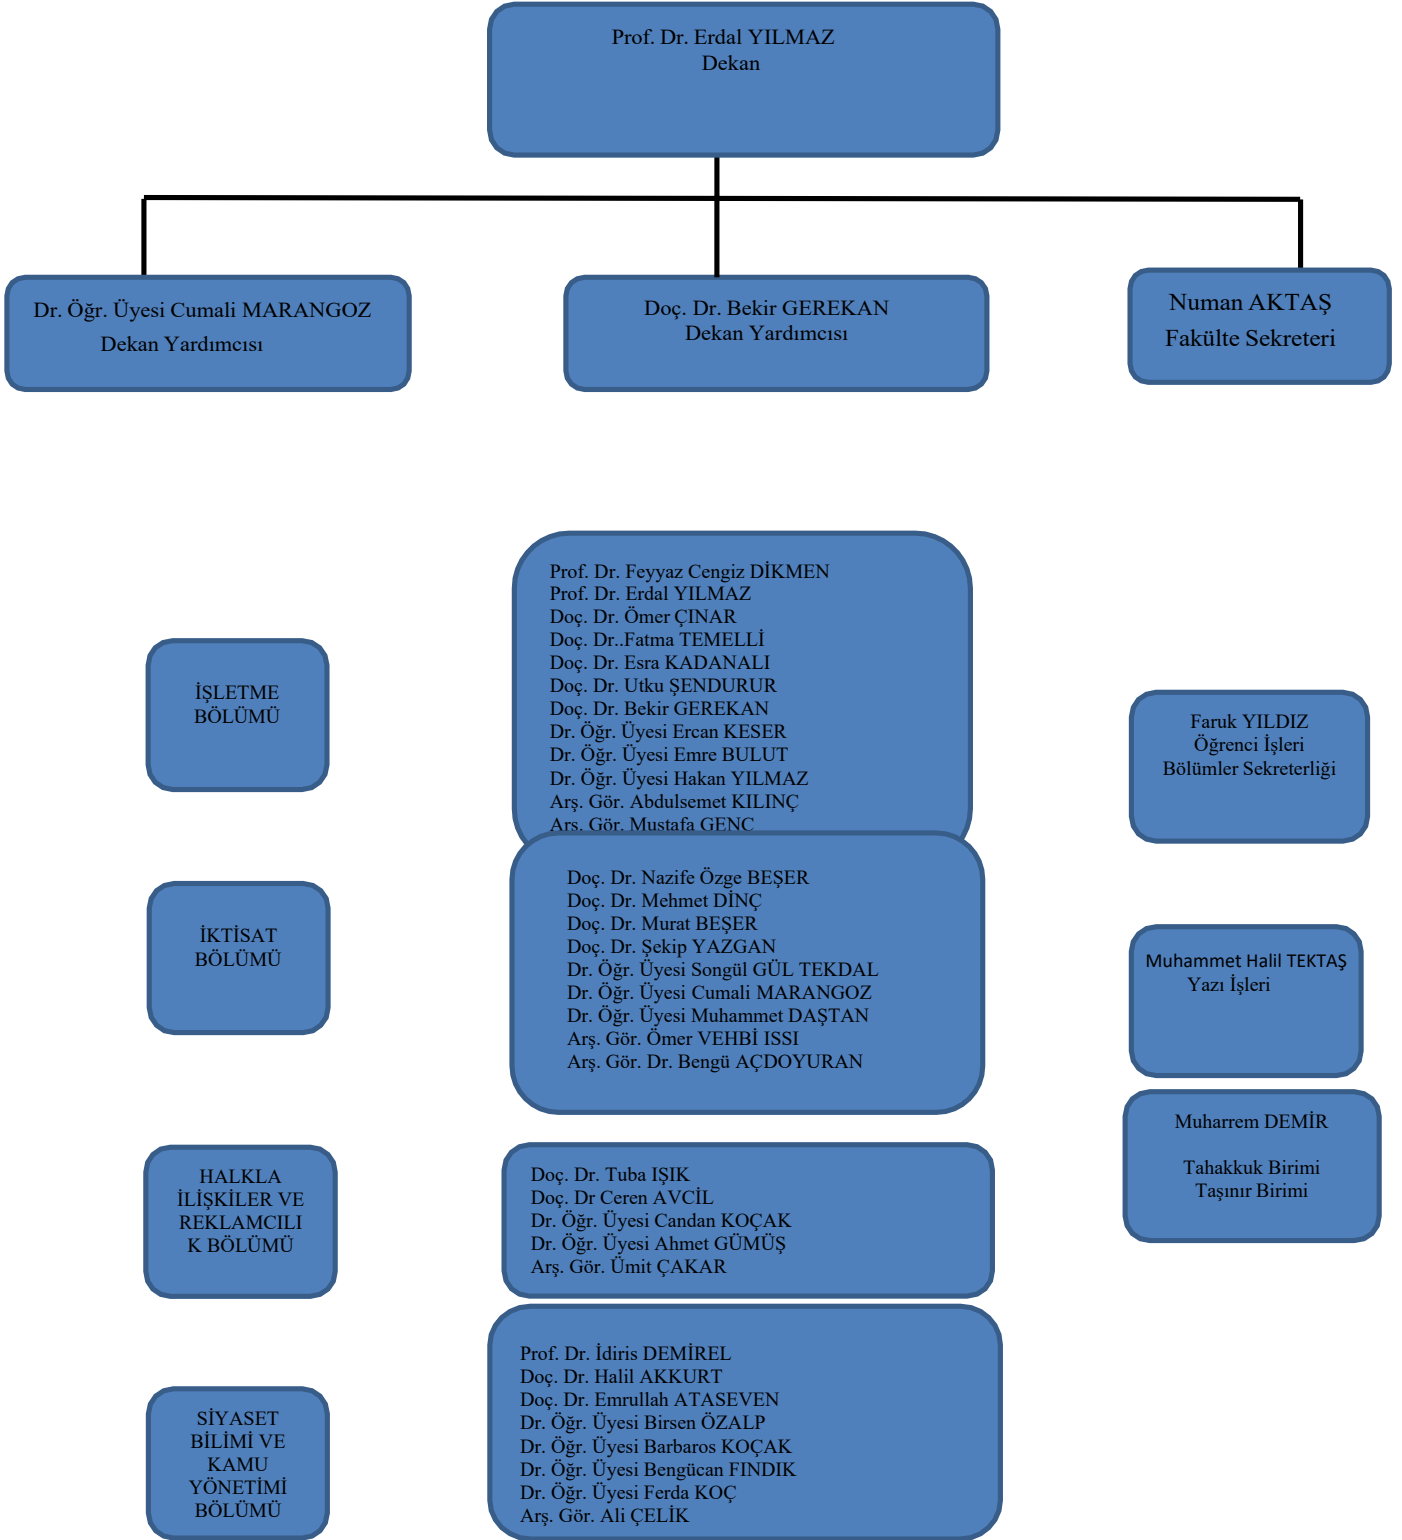 Prof. Dr. Erdal YILMAZ
Dekan
Dr. Öğr. Üyesi Cumali MARANGOZ
Dekan Yardımcısı
Doç. Dr. Bekir GEREKAN
Dekan Yardımcısı
Numan AKTAŞ
Fakülte Sekreteri
İŞLETME
BÖLÜMÜ
Prof. Dr. Feyyaz Cengiz DİKMEN
Prof. Dr. Erdal YILMAZ
Doç. Dr. Ömer ÇINAR
Doç. Dr..Fatma TEMELLİ
Doç. Dr. Esra KADANALI
Doç. Dr. Utku ŞENDURUR
Doç. Dr. Bekir GEREKAN
Dr. Öğr. Üyesi Ercan KESER
Dr. Öğr. Üyesi Emre BULUT
Dr. Öğr. Üyesi Hakan YILMAZ
Arş. Gör. Abdulsemet KILINÇ
Arş. Gör. Mustafa GENÇ
Faruk YILDIZ
Öğrenci İşleri
Bölümler Sekreterliği
İKTİSAT
BÖLÜMÜ
Doç. Dr. Nazife Özge BEŞER
Doç. Dr. Mehmet DİNÇ
Doç. Dr. Murat BEŞER
Doç. Dr. Şekip YAZGAN
Dr. Öğr. Üyesi Songül GÜL TEKDAL
Dr. Öğr. Üyesi Cumali MARANGOZ
Dr. Öğr. Üyesi Muhammet DAŞTAN
Arş. Gör. Ömer VEHBİ ISSI
Arş. Gör. Dr. Bengü AÇDOYURAN
Muhammet Halil TEKTAŞ
Yazı İşleri
Muharrem DEMİR
Tahakkuk Birimi
Taşınır Birimi
HALKLA
İLİŞKİLER VE
REKLAMCILI
K BÖLÜMÜ
Doç. Dr. Tuba IŞIK
Doç. Dr Ceren AVCİL
Dr. Öğr. Üyesi Candan KOÇAK
Dr. Öğr. Üyesi Ahmet GÜMÜŞ
Arş. Gör. Ümit ÇAKAR
SİYASET
BİLİMİ VE
KAMU
YÖNETİMİ
BÖLÜMÜ
Prof. Dr. İdiris DEMİREL
Doç. Dr. Halil AKKURT
Doç. Dr. Emrullah ATASEVEN
Dr. Öğr. Üyesi Birsen ÖZALP
Dr. Öğr. Üyesi Barbaros KOÇAK
Dr. Öğr. Üyesi Bengücan FINDIK
Dr. Öğr. Üyesi Ferda KOÇ
Arş. Gör. Ali ÇELİK